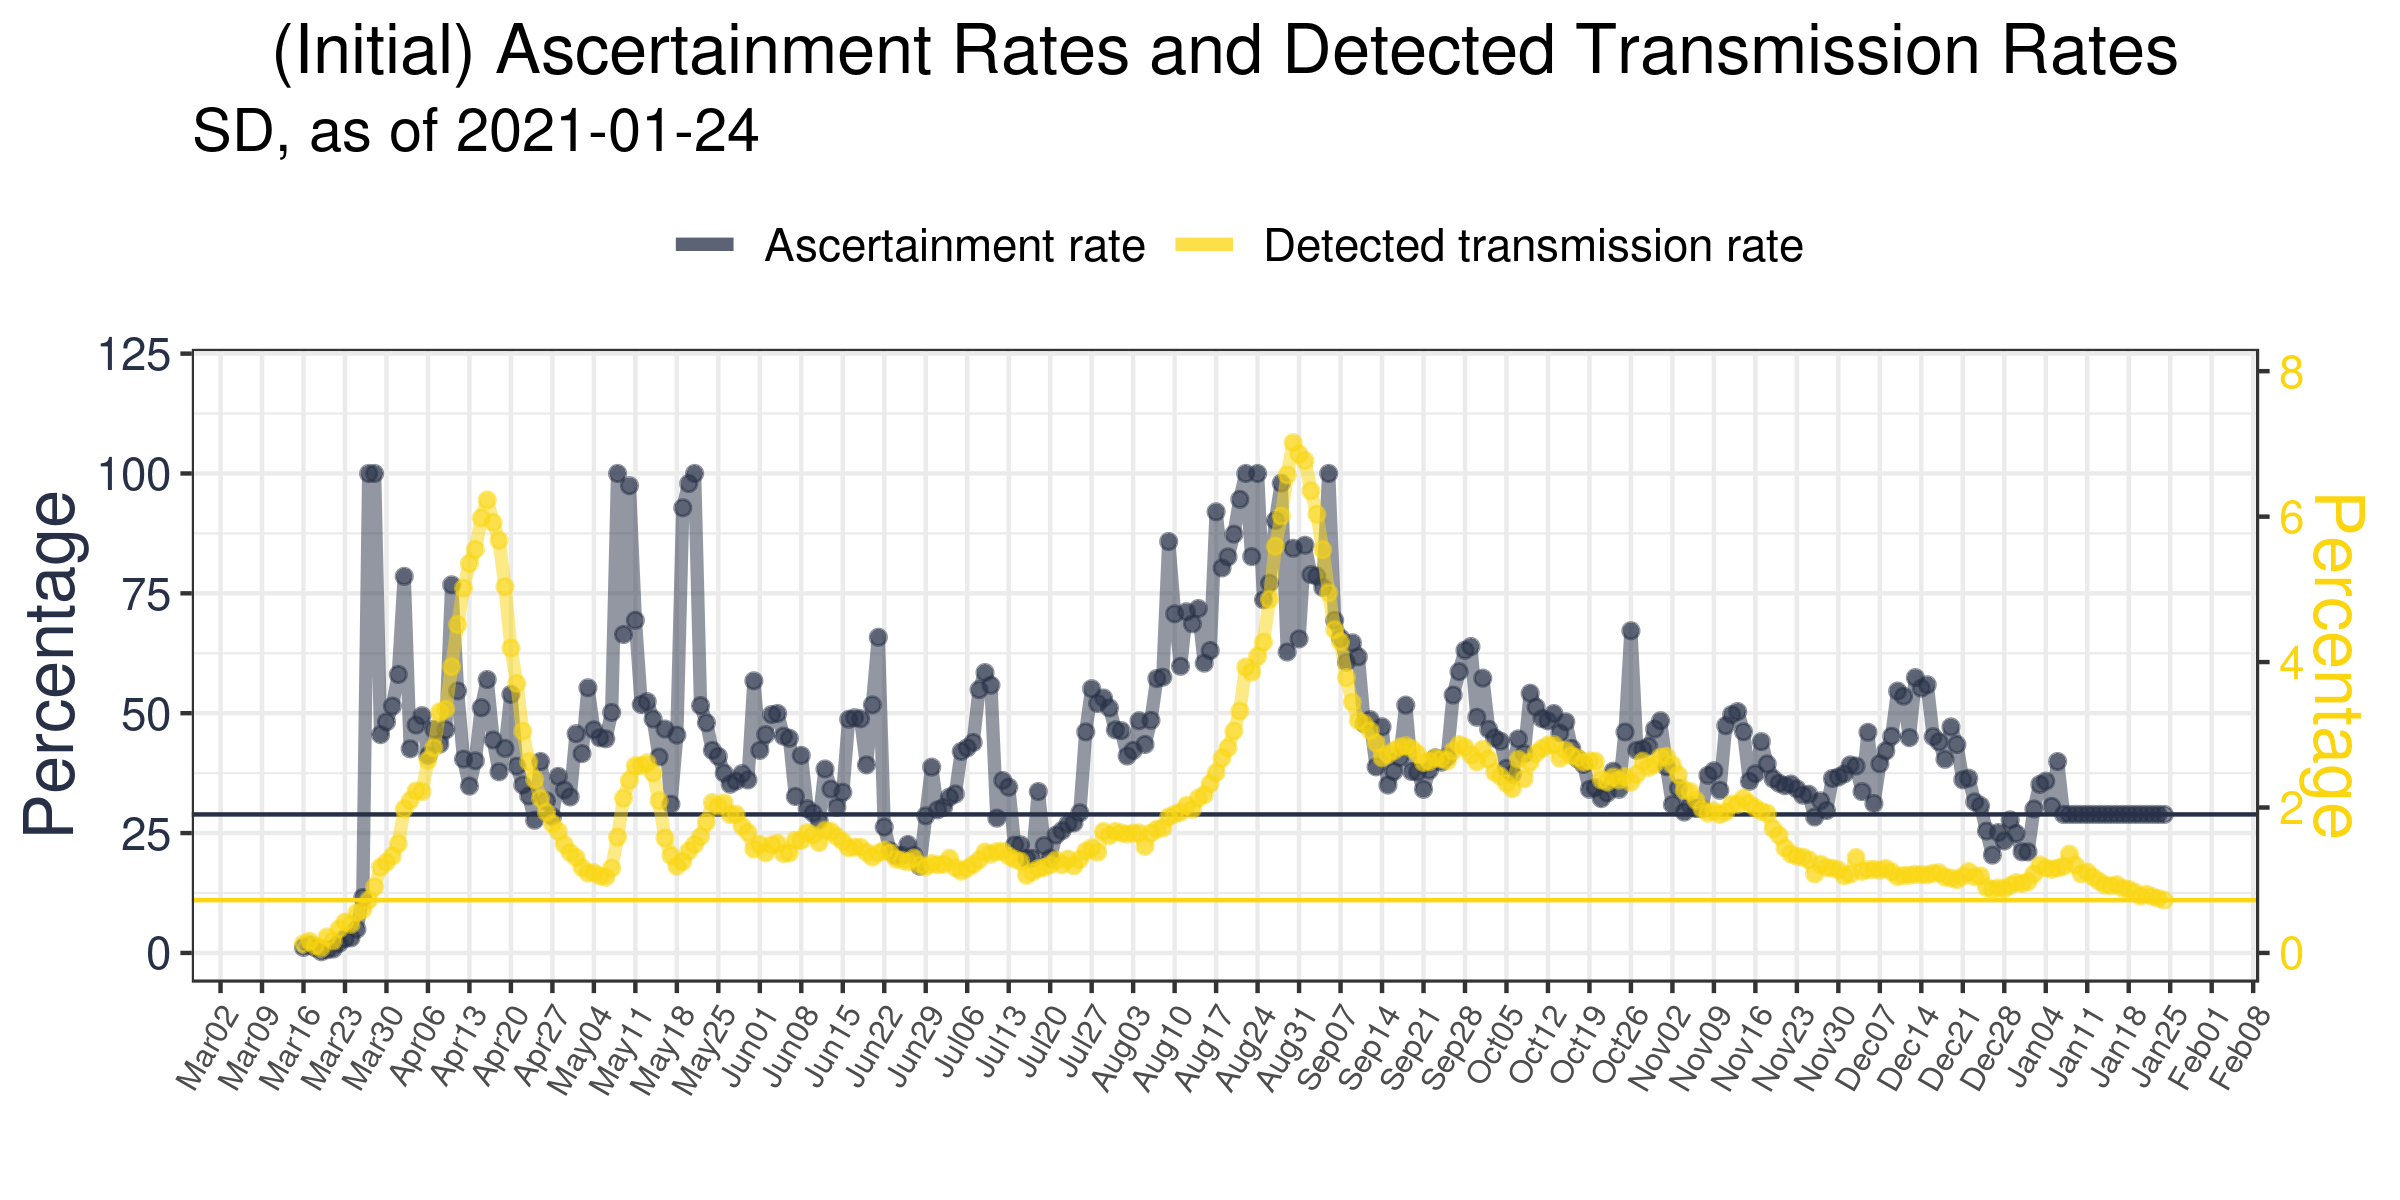 (Initial) Ascertainment Rates and Detected Transmission Rates
SD, as of 2021-01-24
Ascertainment rate
Detected transmission rate
Percentage
125
100
75
50
25
0
8
6
4
2
0
Percentage
Mar02
Mar09
Mar16
Mar23
Mar30
Apr06
Apr13
Apr20
Apr27
May04
May11
May18
May25
Jun01
Jun08
Jun15
Jun22
Jun29
Jul06
Jul13
Jul20
Jul27
Aug03
Aug10
Aug17
Aug24
Aug31
Sep07
Sep14
Sep21
Sep28
Oct05
Oct12
Oct19
Oct26
Nov02
Nov09
Nov16
Nov23
Nov30
Dec07
Dec14
Dec21
Dec28
Jan04
Jan11
Jan18
Jan25
Feb01
Feb08